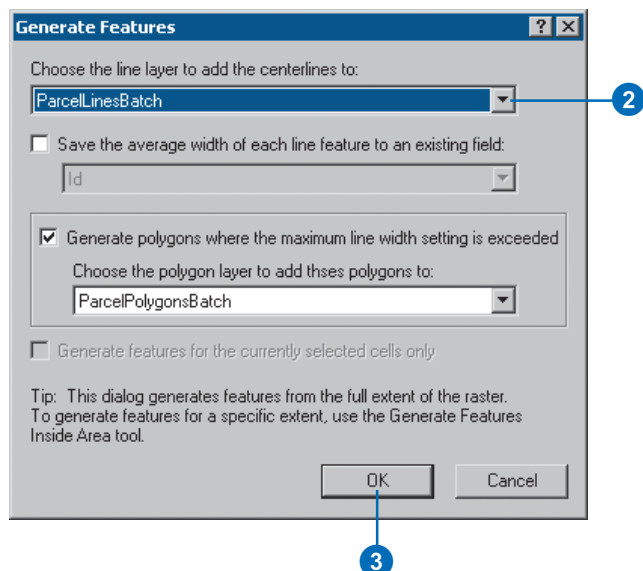 Generate Features
Choose the line layer to add the centerlines to:
ParcelLinesBatch
2
Save the average width of each line feature to an existing field:
Id
Generate polygons where the maximum line width setting is exceeded
Choose the polygon layer to add thses polygons to:
ParcelPolygonsBatch
Generate features for the currently selected cells only
Tip: This dialog generates features from the full extent of the raster.
To generate features for a specific extent, use the Generate Features
Inside Area tool.
OK Cancel
3